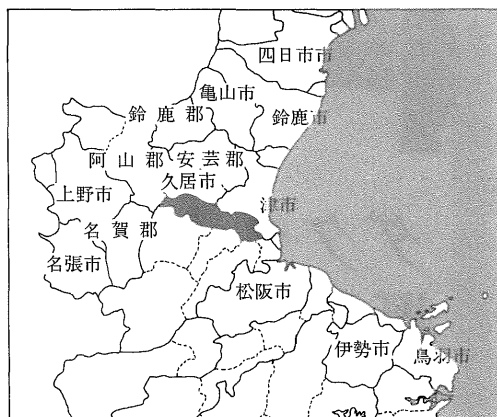 四日市市
亀山市
鈴鹿郡
鈴鹿市
阿山郡
安芸郡
久居市
上野市
津市
名賀郡
名張市
松阪市
伊勢市
鳥羽市